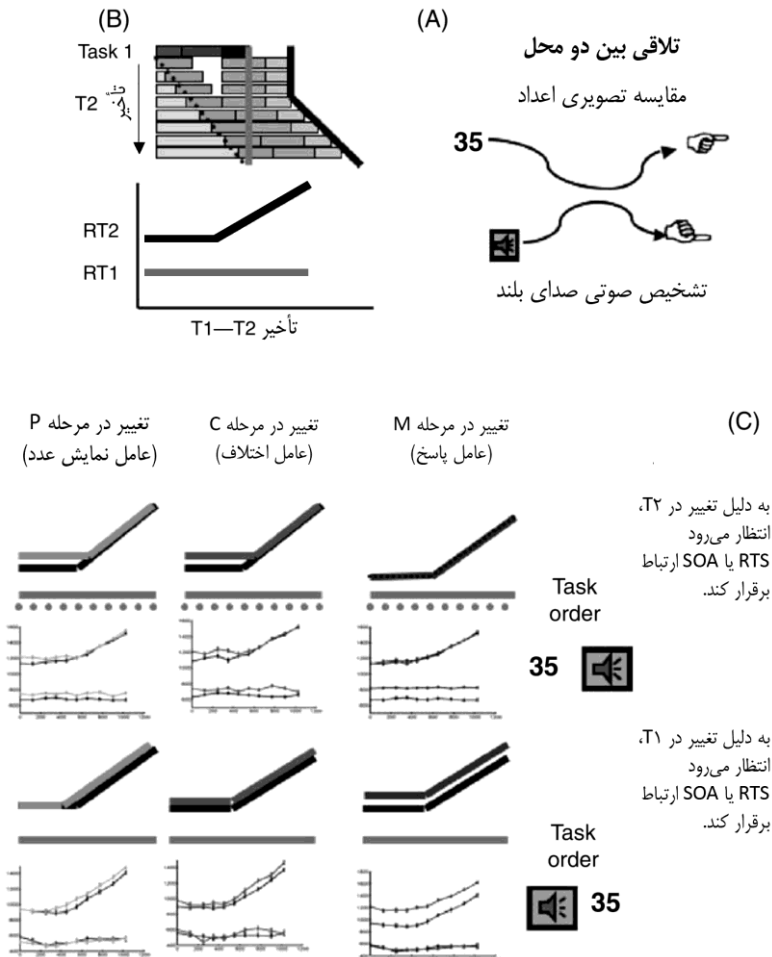 (A)
تلاقی بین دو محل
مقایسه تصویری اعداد
35
تشخیص صوتی صدای بلند
(B)
Task 1
T2
تأخیر
RT2
RT1
تأخیر T1—T2
(C)
تغییر در مرحله M
(عامل پاسخ)
تغییر در مرحله C
(عامل اختلاف)
تغییر در مرحله P
(عامل نمایش عدد)
به دلیل تغییر در T۲،
انتظار می‌رود
RTS یا SOA ارتباط
برقرار کند.
Task
order
35
به دلیل تغییر در T۱،
انتظار می‌رود
RTS یا SOA ارتباط
برقرار کند.
Task
order
35